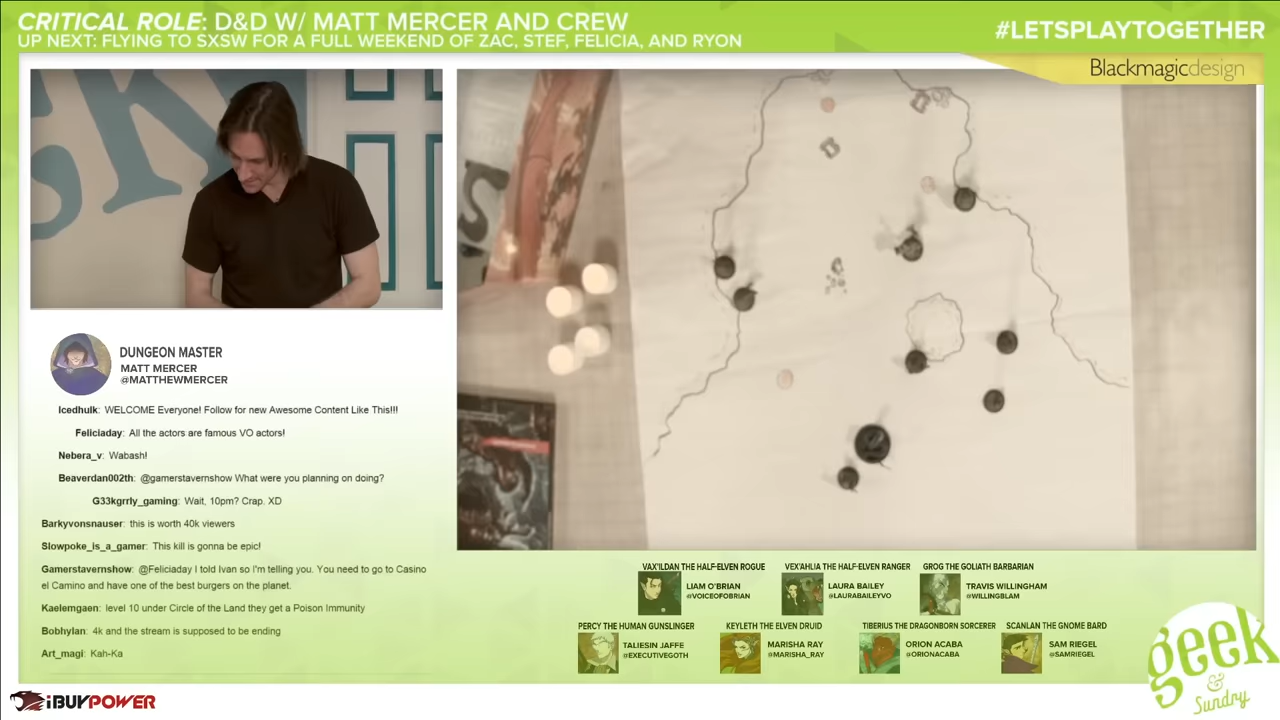 CRITICAL ROLE: D&D W/ MATT MERCER AND CREW
UP NEXT: FLYING TO SXSW FOR A FULL WEEKEND OF ZAC, STEF, FELICIA, AND RYON
#LETSPLAYTOGETHER
Blackmagicdesign
DUNGEON MASTER
MATT MERCER
@MATTHEWMERCER
Icedhulk: WELCOME Everyone! Follow for new Awesome Content Like This!!!
Feliciaday: All the actors are famous VO actors!
Nebera_v: Wabash!
Beaverdan002th: @gamerstavernshow What were you planning on doing?
G33kgrrly_gaming: Wait, 10pm? Crap. XD
Barkyvonsnauser: this is worth 40k viewers
Slowpoke_is_a_gamer: This kill is gonna be epic!
Gamerstavernshow: @Feliciaday I told Ivan so I'm telling you. You need to go to Casino
el Camino and have one of the best burgers on the planet.
Kaelemgaen: level 10 under Circle of the Land they get a Poison Immunity
Bobhylan: 4k and the stream is supposed to be ending
Art_magi: Kah-Ka
VAX'ILDAN THE HALF-ELVEN ROGUE
LIAM O'BRIAN
@VOICEOFOBRIAN
VEX'AHLIA THE HALF-ELVEN RANGER
LAURA BAILEY
@LAURABAILEYVO
GROG THE GOLIATH BARBARIAN
TRAVIS WILLINGHAM
@WILLINGBLAM
PERCY THE HUMAN GUNSLINGER
TALIESIN JAFFE
@EXECUTIVEGOTH
KEYLETH THE ELVEN DRUID
MARISHA RAY
@MARISHA_RAY
TIBERIUS THE DRAGONBORN SORCERER
ORION ACABA
@ORIONACABA
SCANLAN THE GNOME BARD
SAM RIEGEL
@SAMRIEGEL
geek
&
Sundry
iBUYPOWER